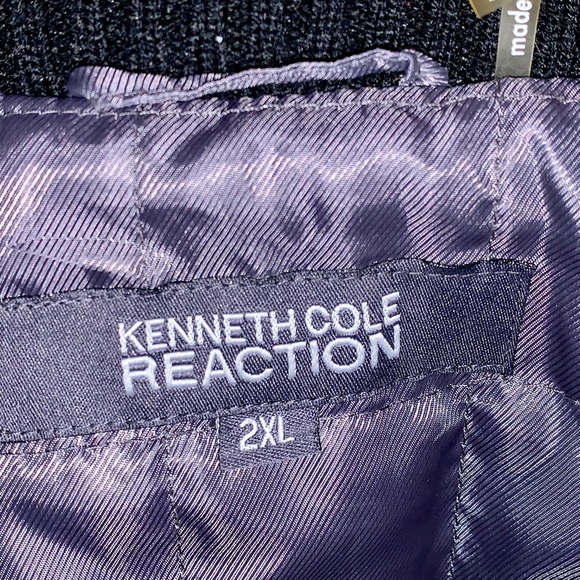 made
KENNETH COLE
REACTION
2XL